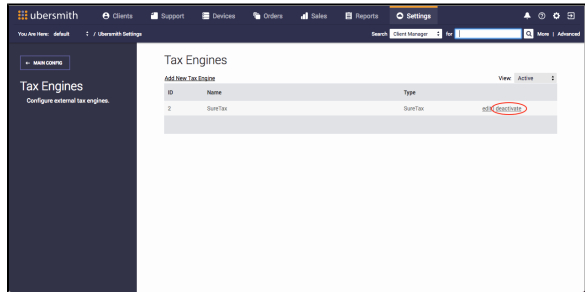 ubersmith Clients Support Devices Orders Sales Reports Settings
You Are Here: default / Ubersmith Settings Search Client Manager for More | Advanced
← MAIN CONFIG
Tax Engines
Configure external tax engines.
Tax Engines
Add New Tax Engine View Active
ID Name Type
2 SureTax SureTax edit deactivate